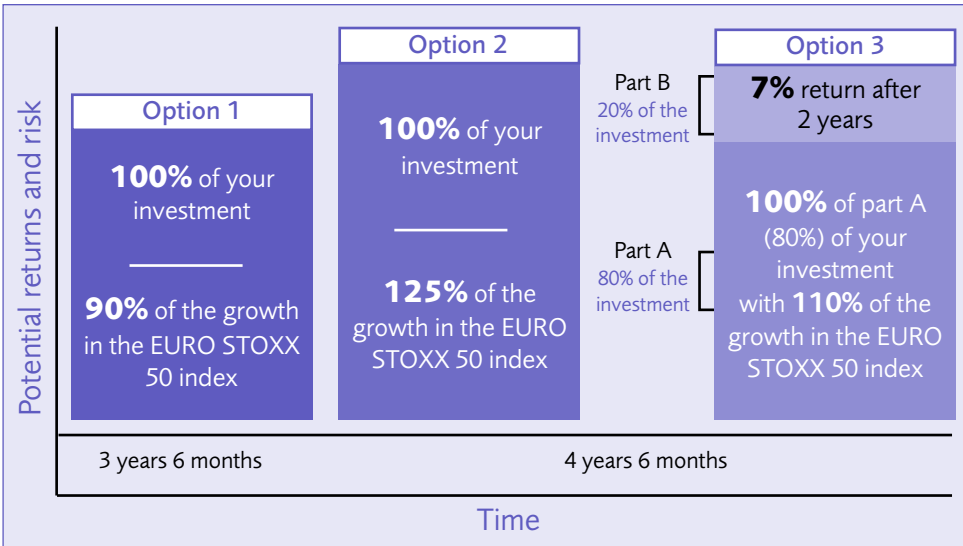 Potential returns and risk
Option 1
100% of your
investment
90% of the growth
in the EURO STOXX
50 index
Option 2
100% of your
investment
125% of the
growth in the EURO
STOXX 50 index
Part B
20% of the
investment
Part A
80% of the
investment
Option 3
7% return after
2 years
100% of part A
(80%) of your
investment
with 110% of the
growth in the EURO
STOXX 50 index
3 years 6 months
4 years 6 months
Time